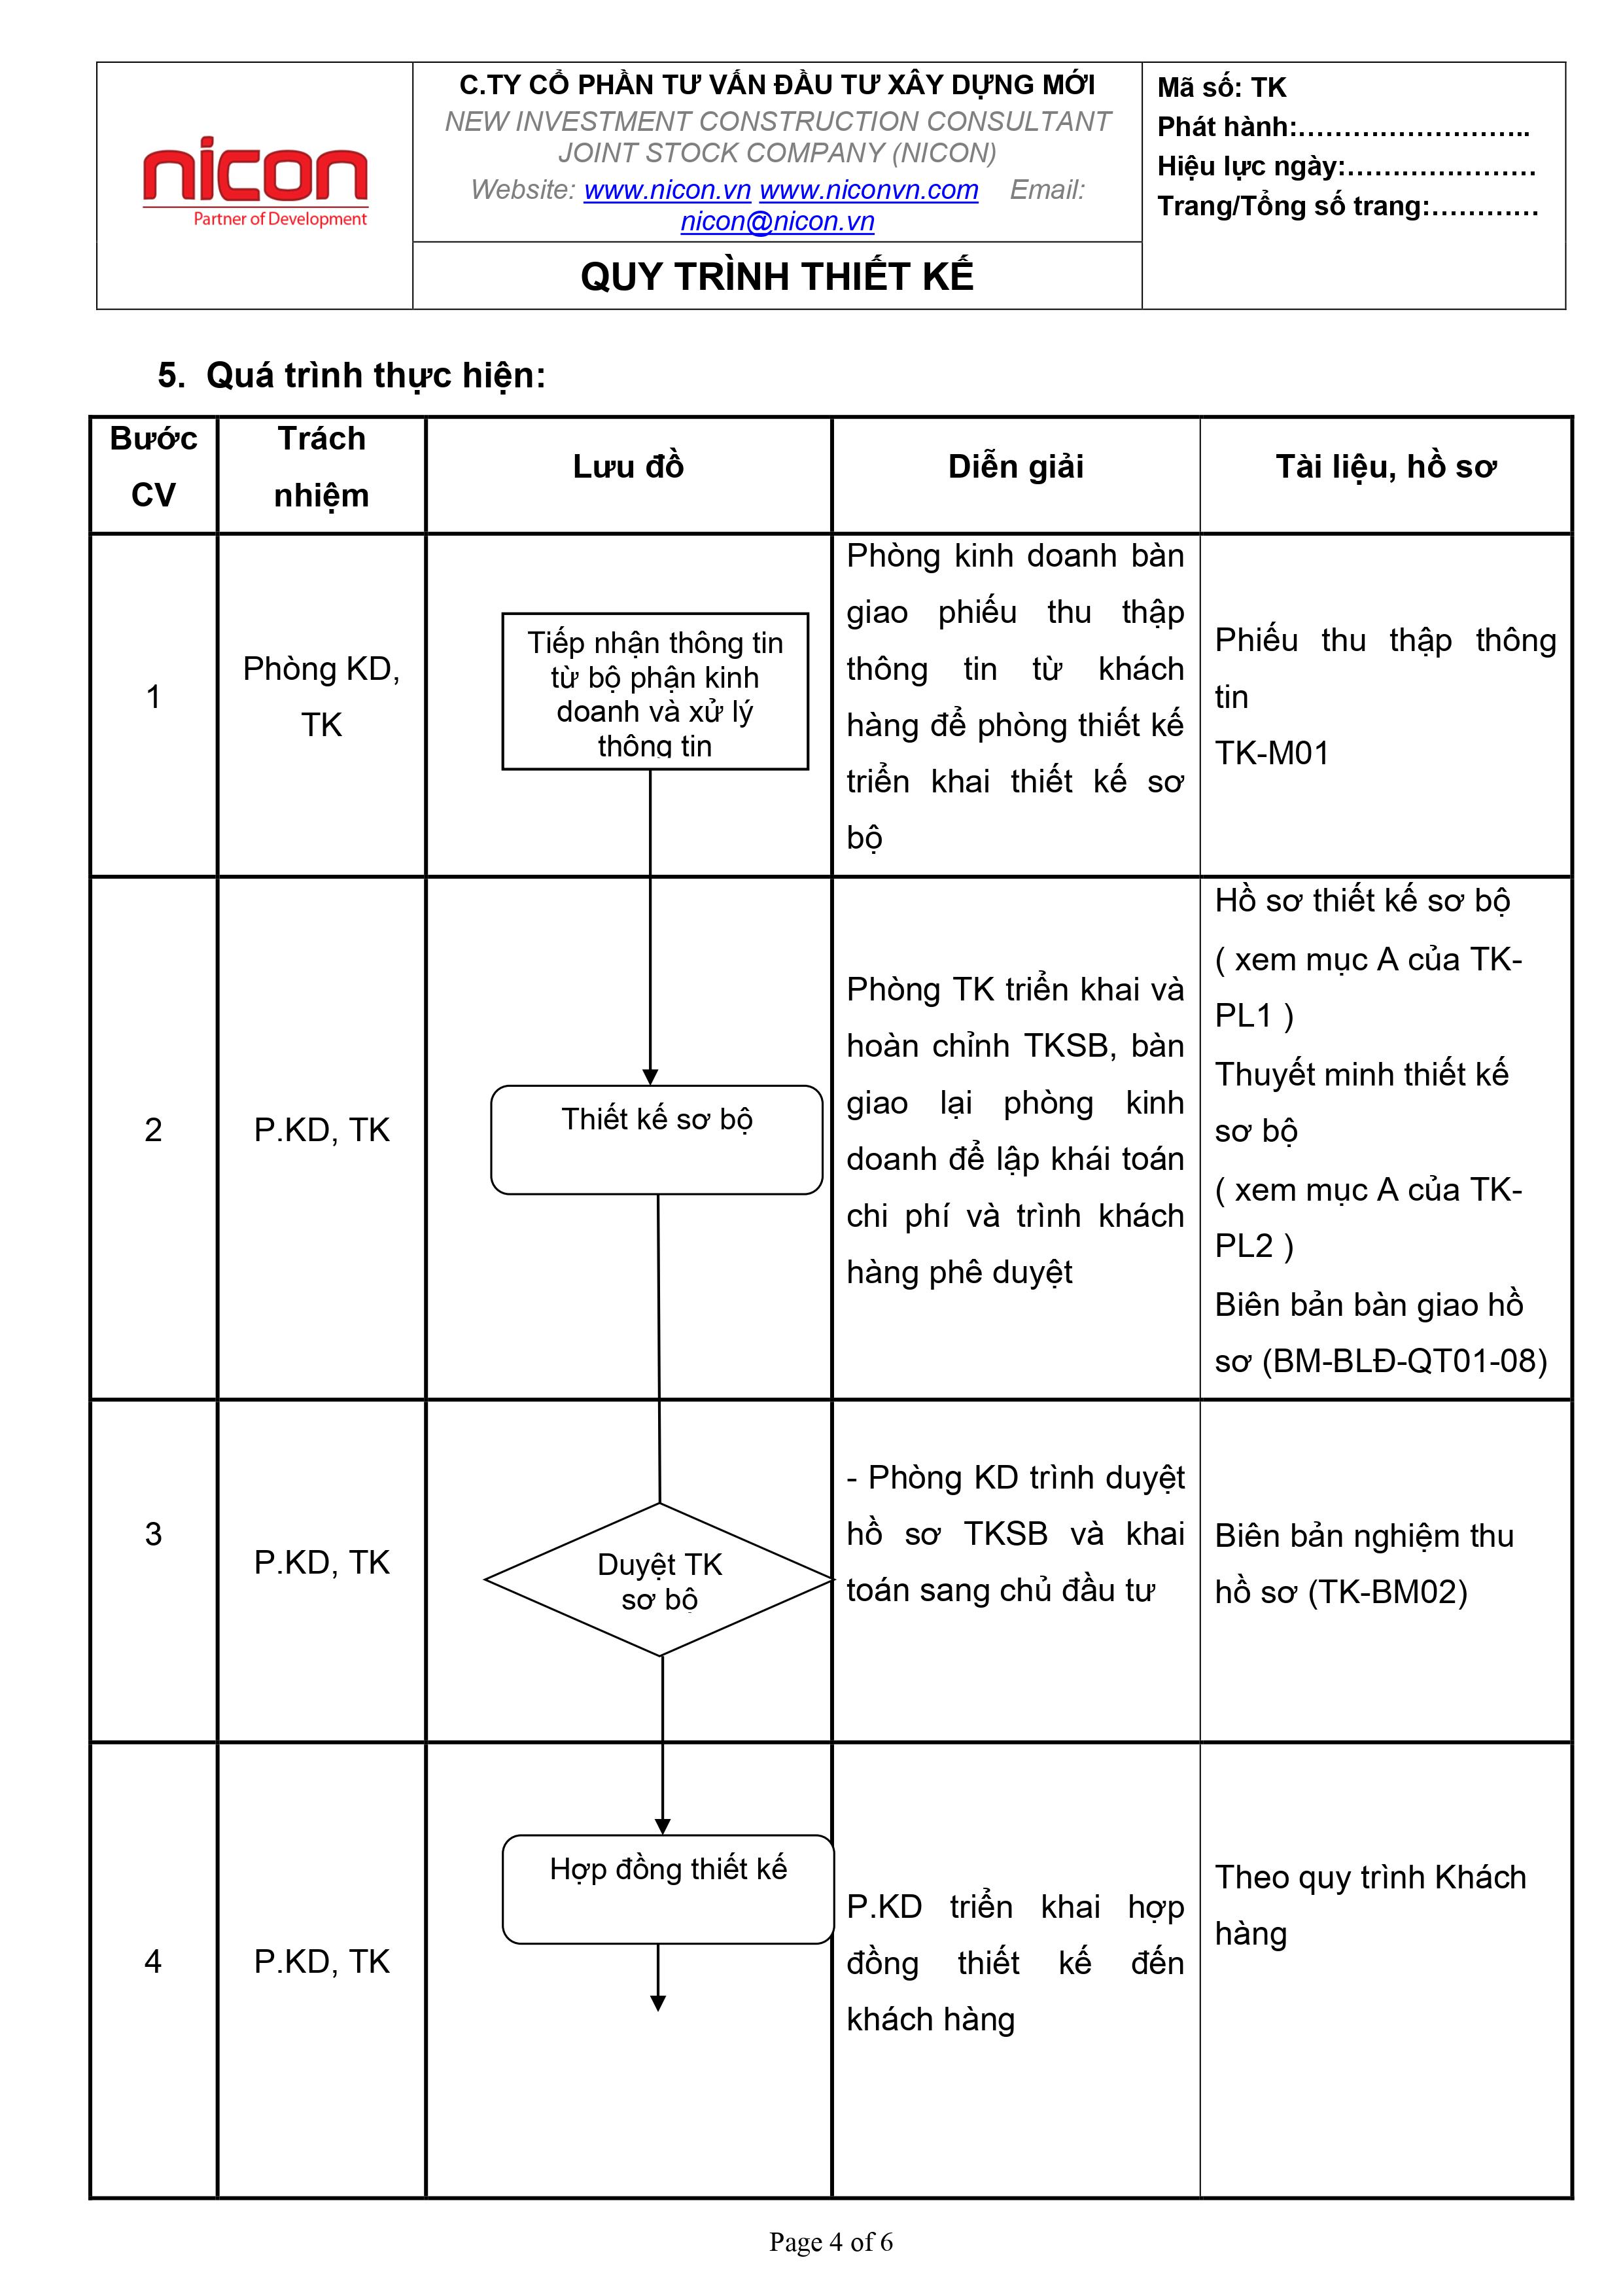 nicon
Partner of Development
C.TY CỔ PHẦN TƯ VẤN ĐẦU TƯ XÂY DỰNG MỚI
NEW INVESTMENT CONSTRUCTION CONSULTANT
JOINT STOCK COMPANY (NICON)
Website: www.nicon.vn www.niconvn.com Email:
nicon@nicon.vn
QUY TRÌNH THIẾT KẾ
Mã số: TK
Phát hành:……………………..
Hiệu lực ngày:…………………
Trang/Tổng số trang:…………
5. Quá trình thực hiện:
Bước
CV
Trách
nhiệm
Lưu đồ
Diễn giải
Tài liệu, hồ sơ
1
Phòng KD,
TK
Tiếp nhận thông tin
từ bộ phận kinh
doanh và xử lý
thông tin
Phòng kinh doanh bàn
giao phiếu thu thập
thông tin từ khách
hàng để phòng thiết kế
triển khai thiết kế sơ
bộ
Phiếu thu thập thông
tin
TK-M01
2
P.KD, TK
Thiết kế sơ bộ
Phòng TK triển khai và
hoàn chỉnh TKSB, bàn
giao lại phòng kinh
doanh để lập khái toán
chi phí và trình khách
hàng phê duyệt
Hồ sơ thiết kế sơ bộ
( xem mục A của TK-
PL1 )
Thuyết minh thiết kế
sơ bộ
( xem mục A của TK-
PL2 )
Biên bản bàn giao hồ
sơ (BM-BLĐ-QT01-08)
3
P.KD, TK
Duyệt TK
sơ bộ
- Phòng KD trình duyệt
hồ sơ TKSB và khai
toán sang chủ đầu tư
Biên bản nghiệm thu
hồ sơ (TK-BM02)
4
P.KD, TK
Hợp đồng thiết kế
P.KD triển khai hợp
đồng thiết kế đến
khách hàng
Theo quy trình Khách
hàng
Page 4 of 6